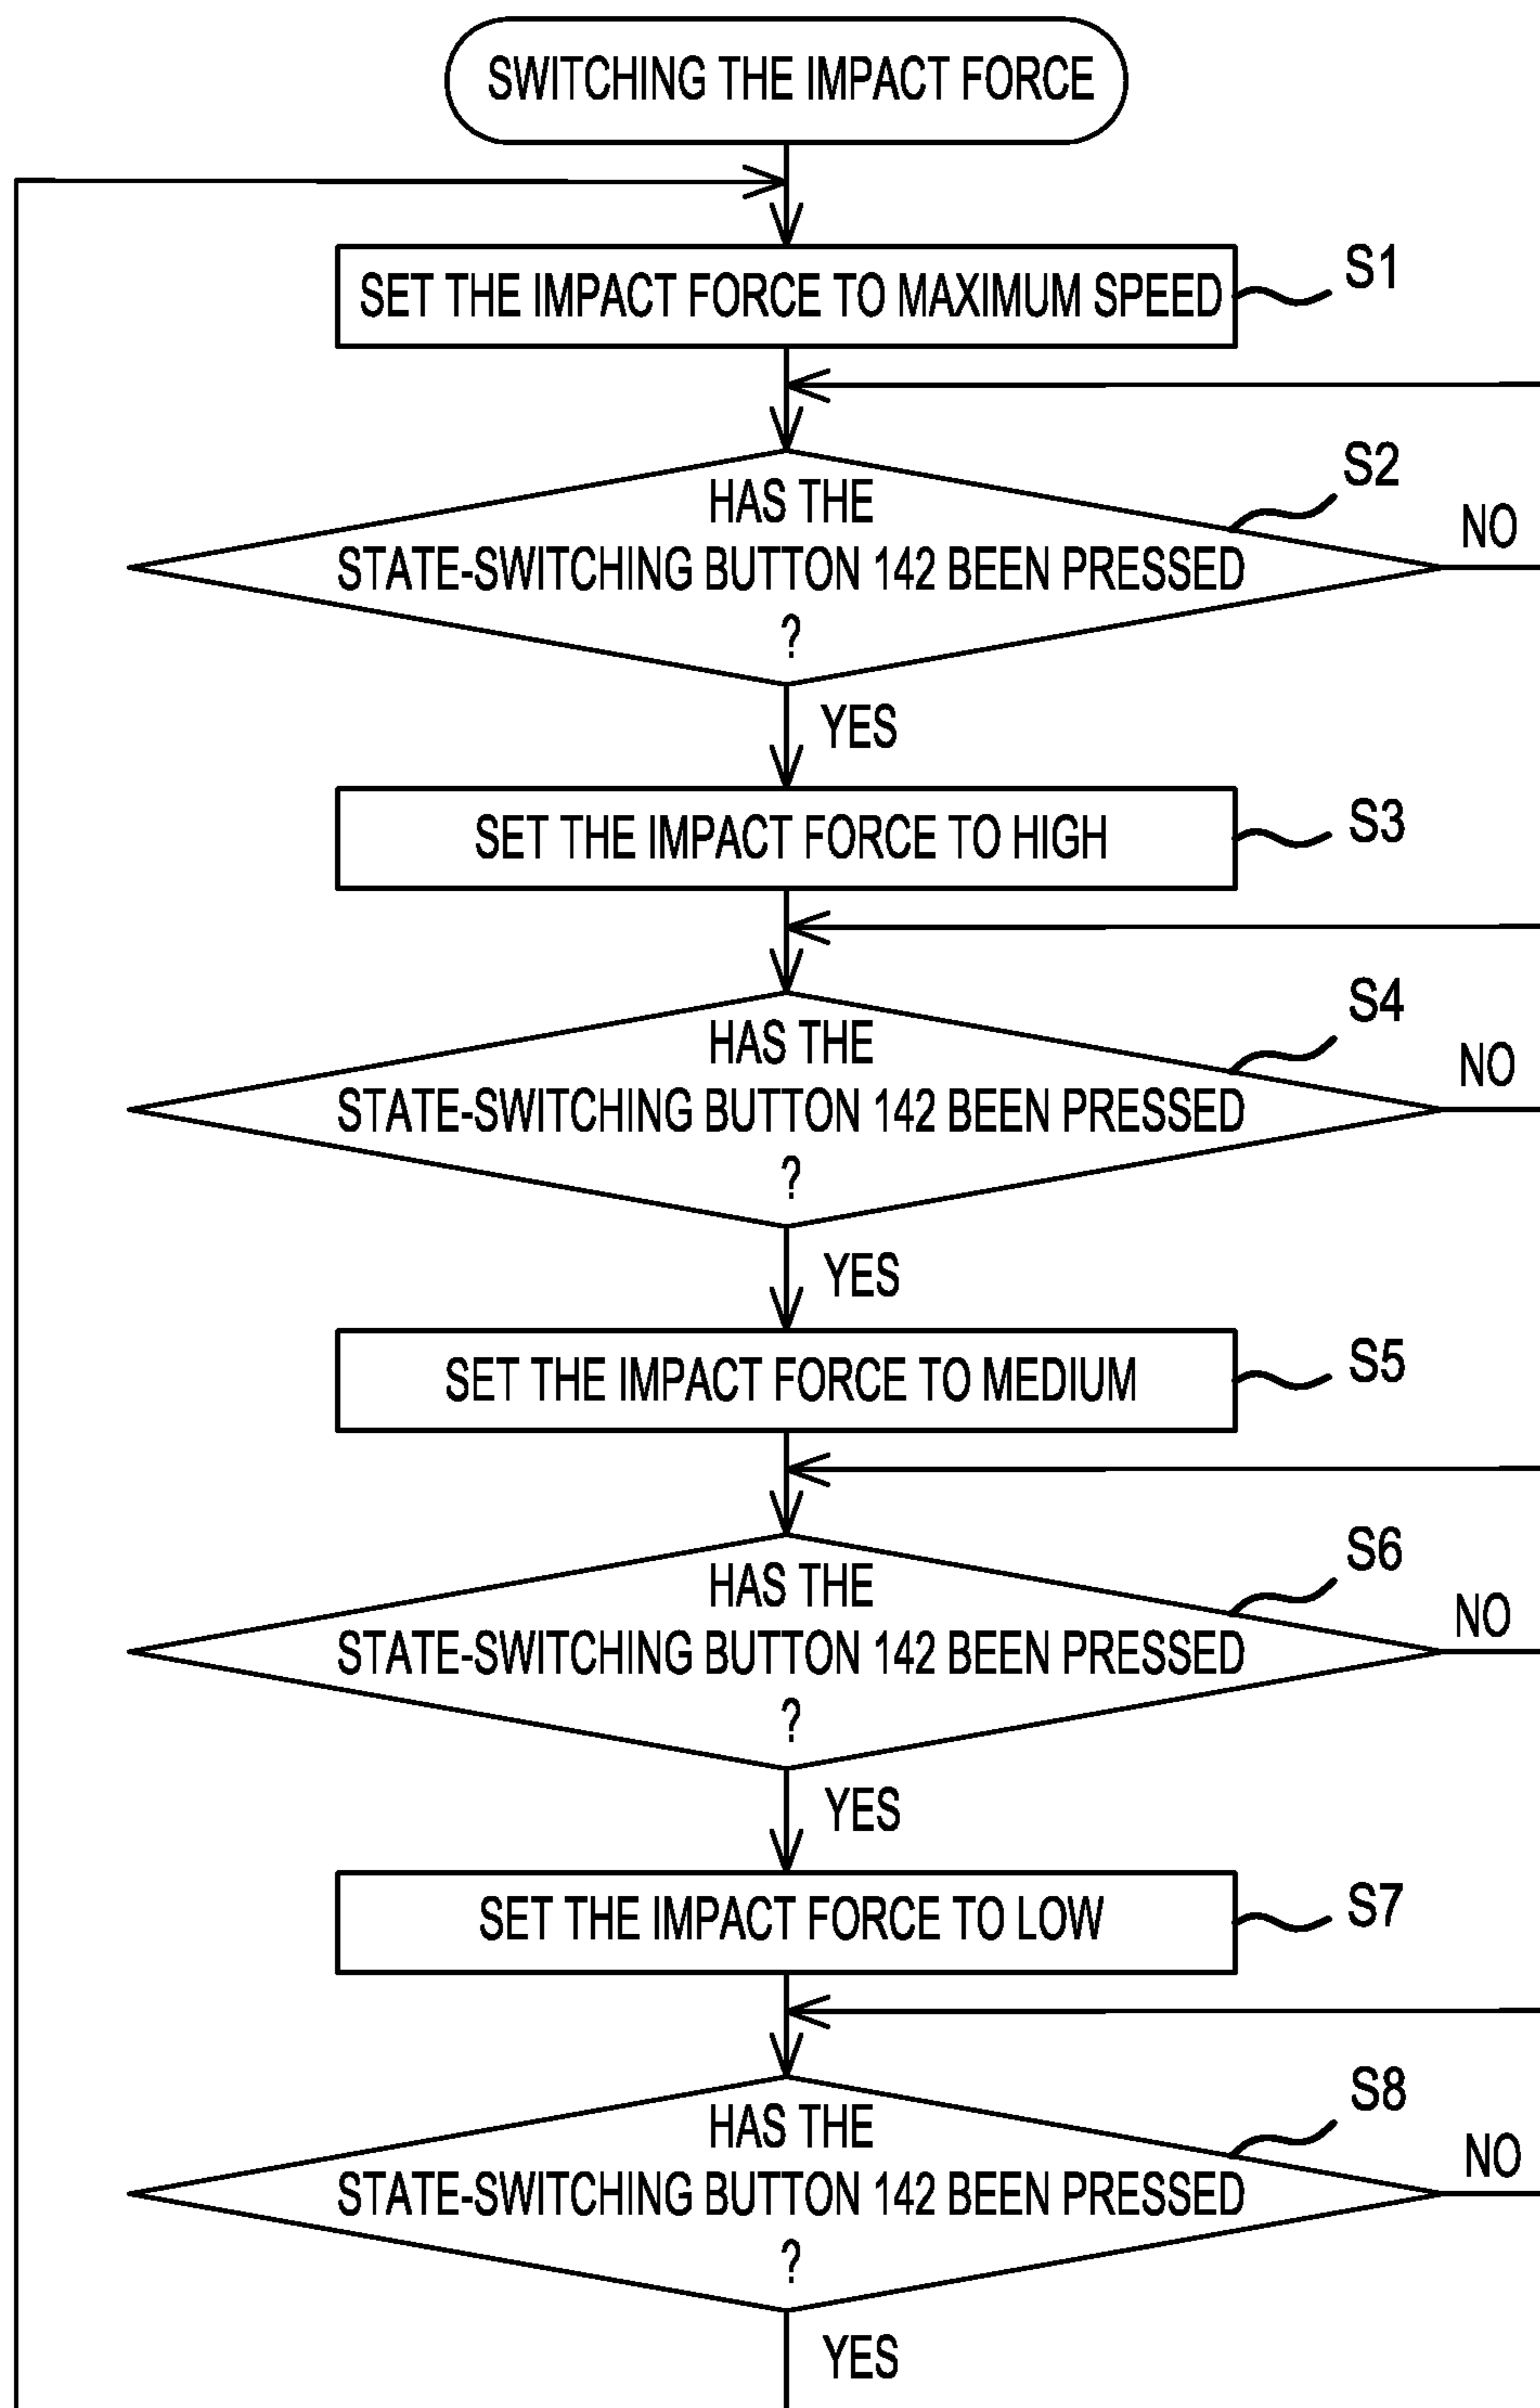 SWITCHING THE IMPACT FORCE
SET THE IMPACT FORCE TO MAXIMUM SPEED
S1
HAS THE
STATE-SWITCHING BUTTON 142 BEEN PRESSED
?
S2
NO
YES
SET THE IMPACT FORCE TO HIGH
S3
HAS THE
STATE-SWITCHING BUTTON 142 BEEN PRESSED
?
S4
NO
YES
SET THE IMPACT FORCE TO MEDIUM
S5
HAS THE
STATE-SWITCHING BUTTON 142 BEEN PRESSED
?
S6
NO
YES
SET THE IMPACT FORCE TO LOW
S7
HAS THE
STATE-SWITCHING BUTTON 142 BEEN PRESSED
?
S8
NO
YES